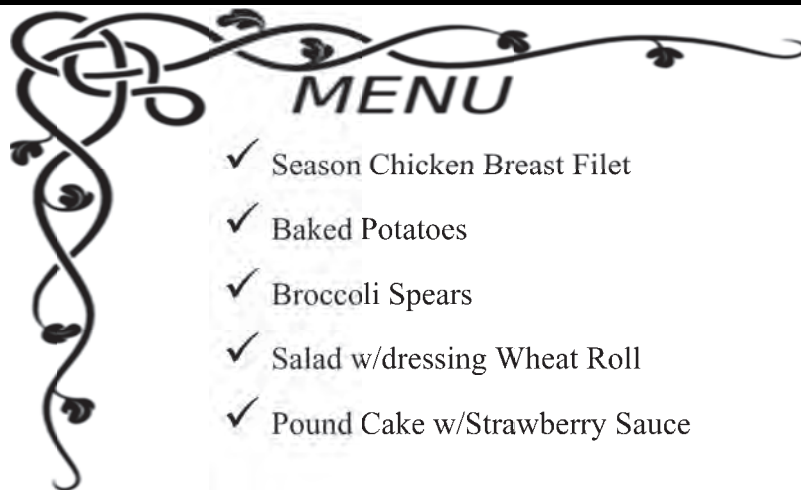 MENU
Season Chicken Breast Filet
Baked Potatoes
Broccoli Spears
Salad w/dressing Wheat Roll
Pound Cake w/Strawberry Sauce